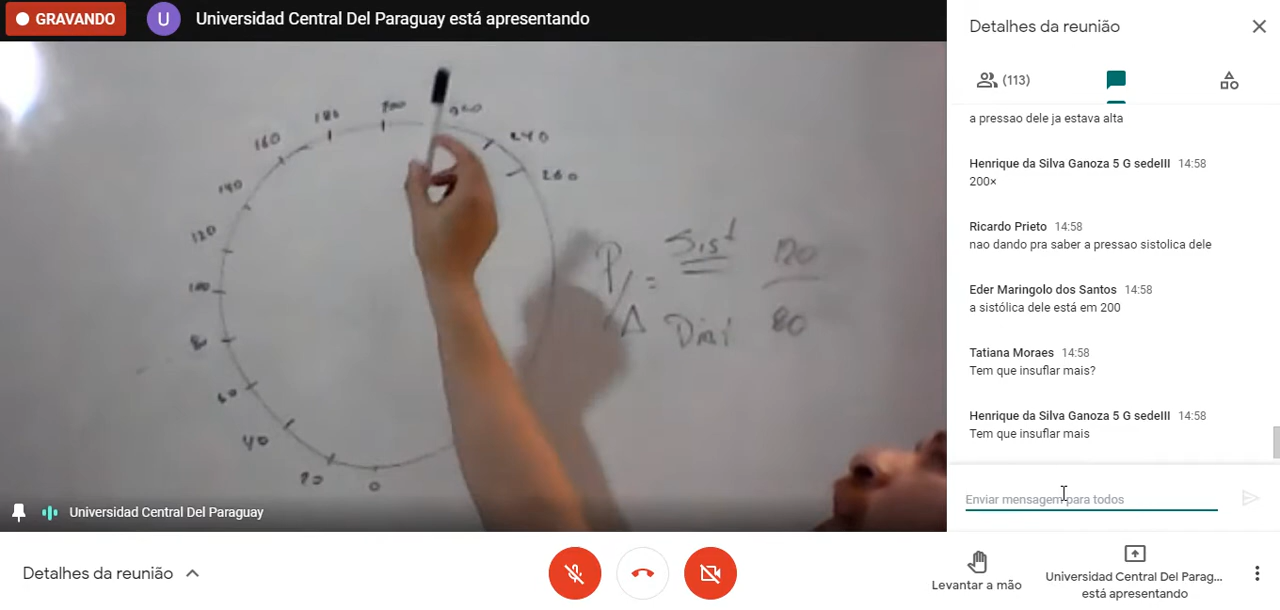 GRAVANDO
U
Universidad Central Del Paraguay está apresentando
Detalhes da reunião
(113)
a pressao dele ja estava alta
Henrique da Silva Ganoza 5 G sedeIII 14:58
200×
Ricardo Prieto 14:58
nao dando pra saber a pressao sistolica dele
Eder Maringolo dos Santos 14:58
a sistólica dele está em 200
Tatiana Moraes 14:58
Tem que insuflar mais?
Henrique da Silva Ganoza 5 G sedeIII 14:58
Tem que insuflar mais
Enviar mensagem para todos
0
20
40
60
80
100
120
140
160
180
200
240
260
P/A = Sist 120
Dias 80
Universidad Central Del Paraguay
Detalhes da reunião
Levantar a mão
Universidad Central Del Parag...
está apresentando